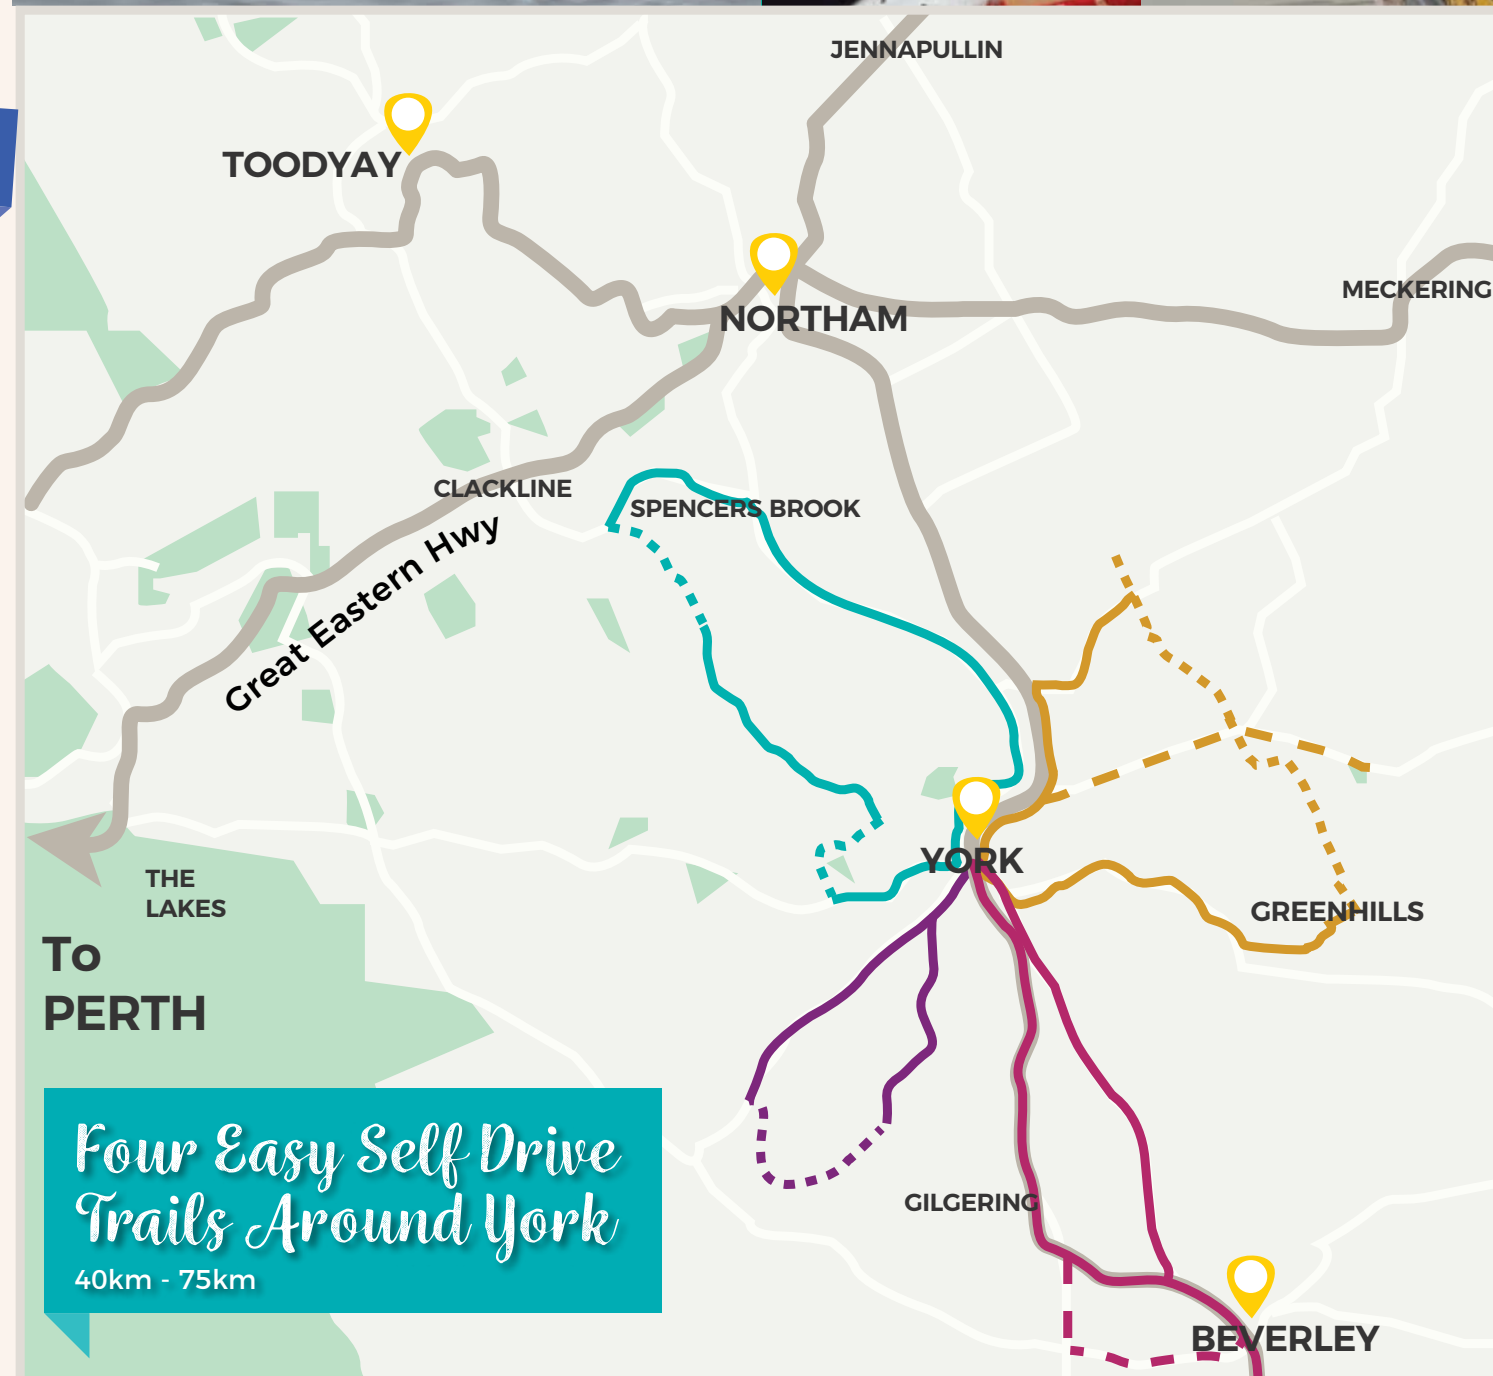 JENNAPULLIN
TOODYAY
MECKERING
NORTHAM
CLACKLINE
SPENCERS BROOK
Great Eastern Hwy
YORK
THE
LAKES
GREENHILLS
To
PERTH
Four Easy Self Drive
Trails Around York
40km - 75km
GILGERING
BEVERLEY